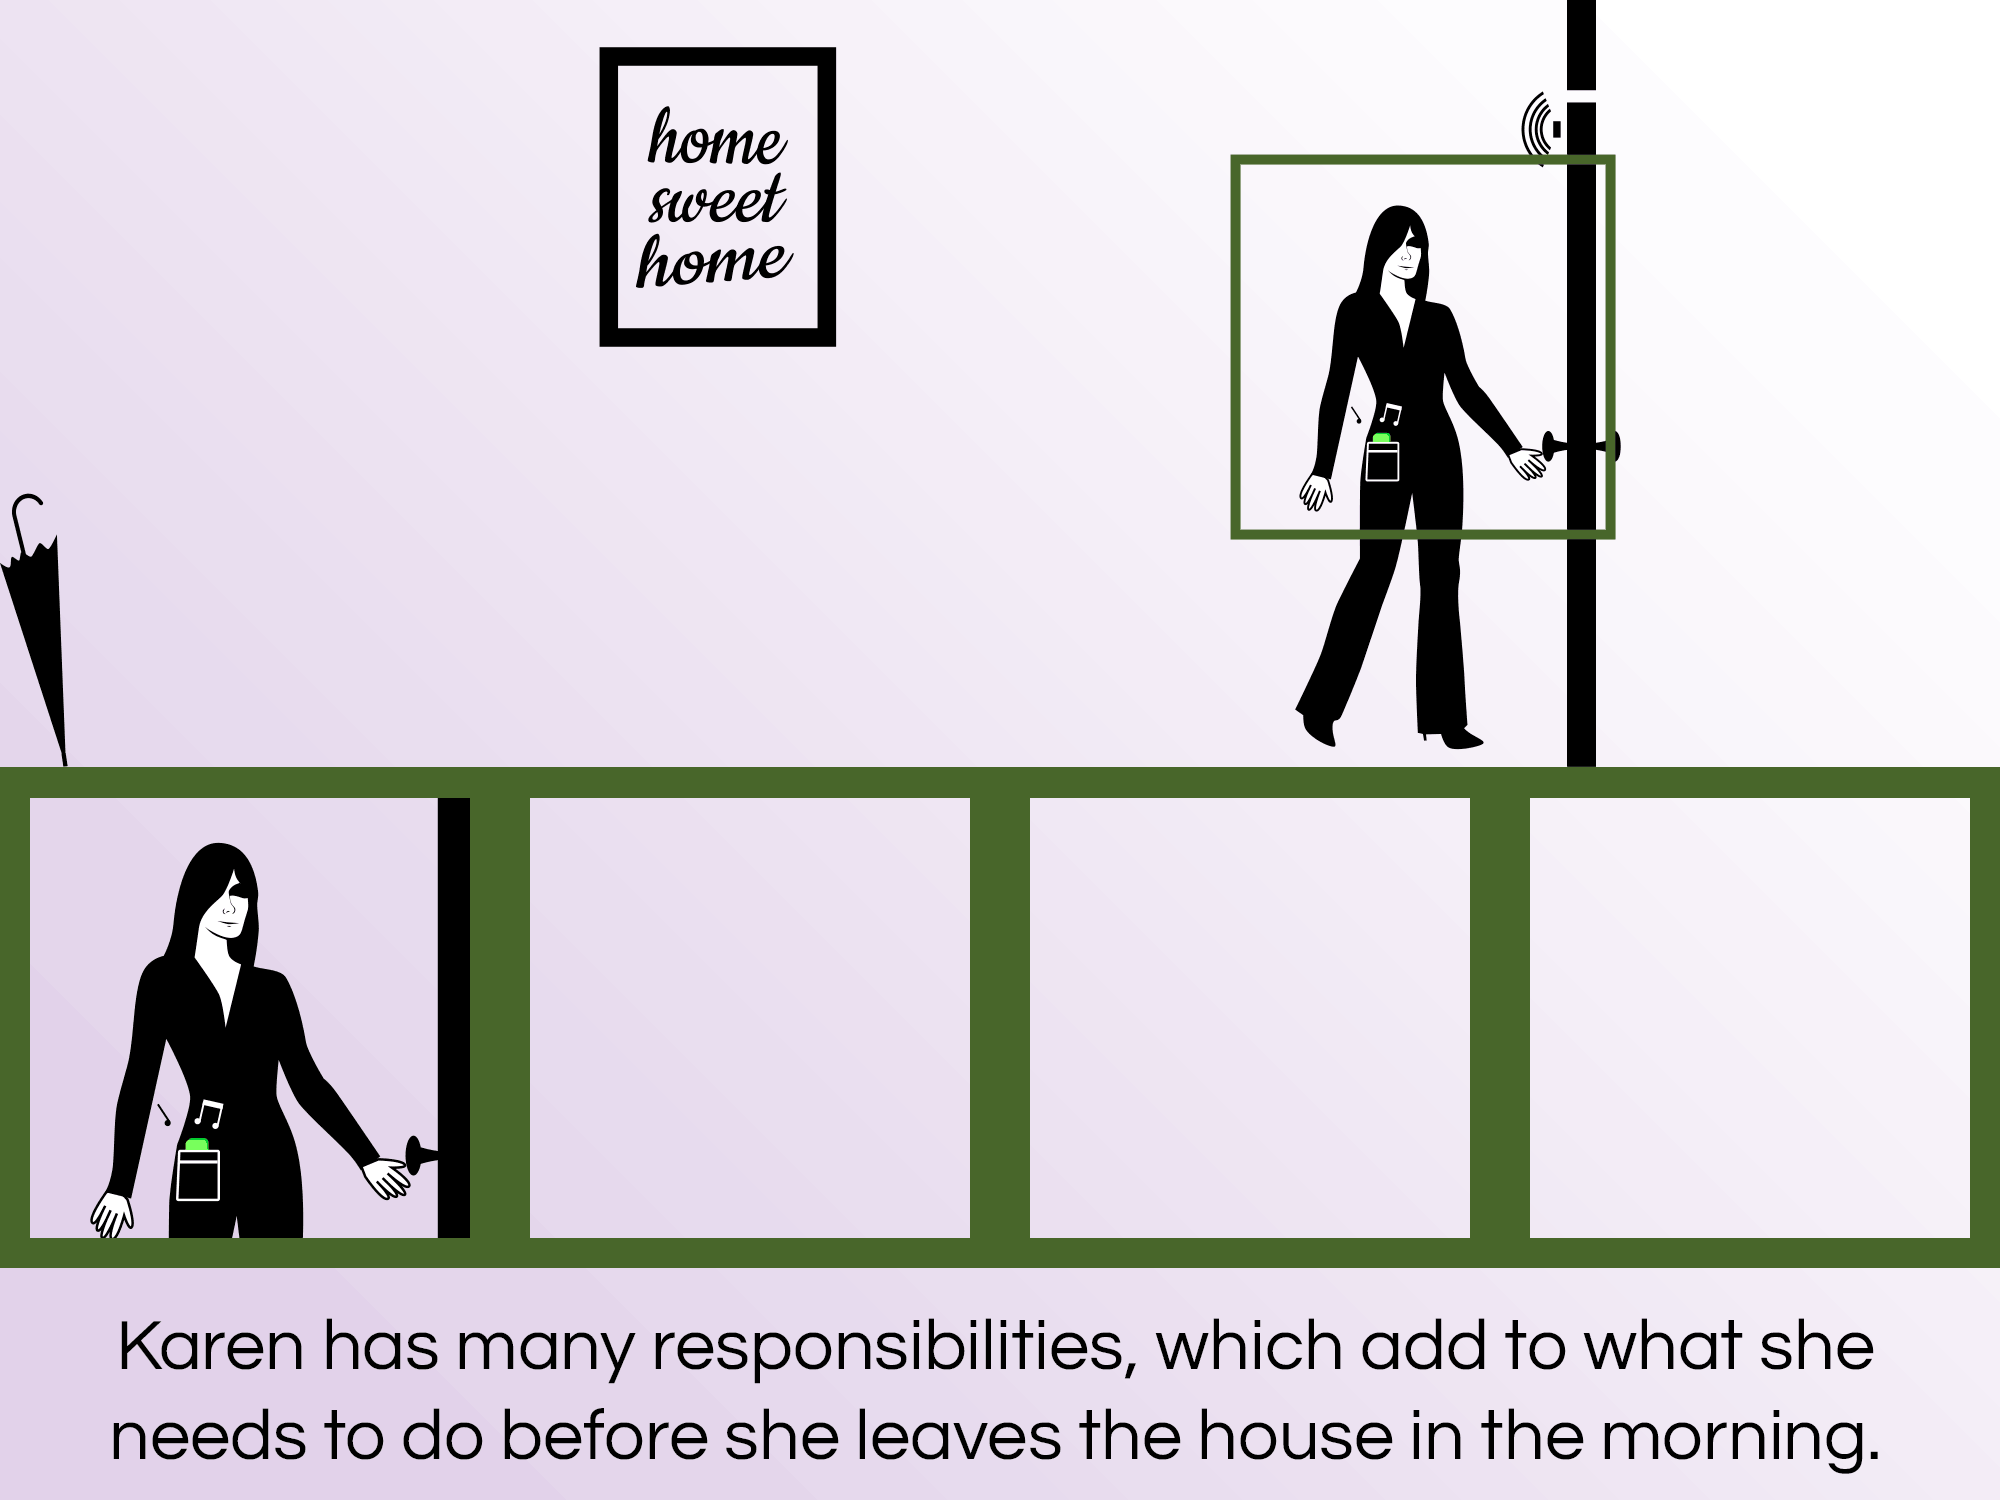 home
sweet
home
Karen has many responsibilities, which add to what she
needs to do before she leaves the house in the morning.